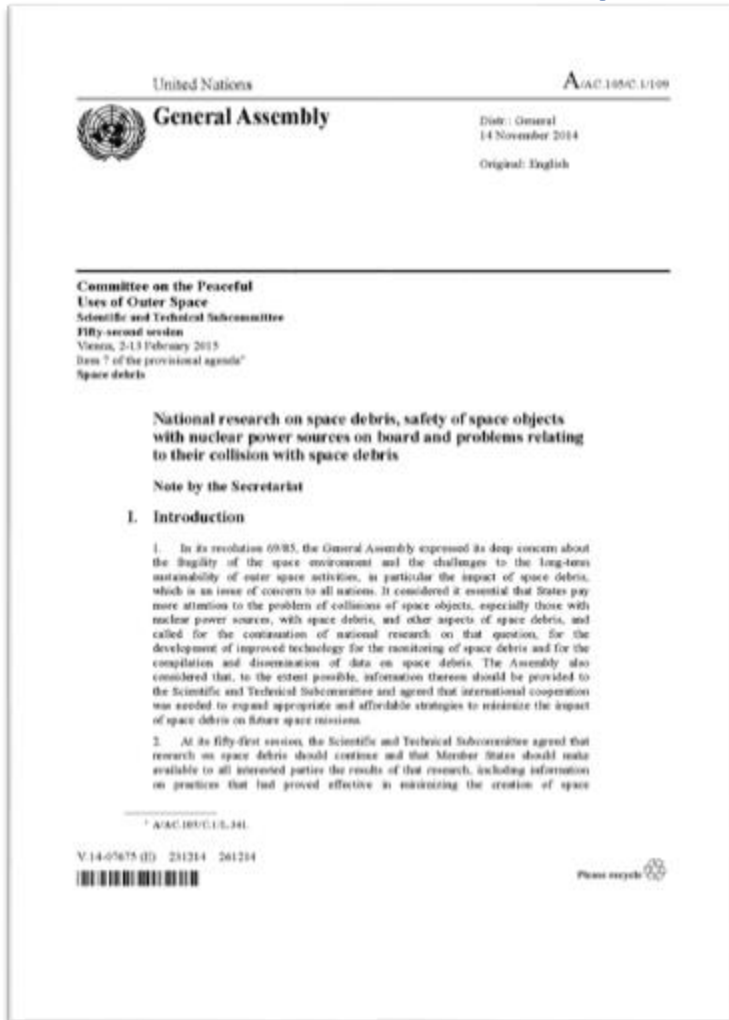 United Nations
A/AC.105/C.1/109
General Assembly
Distr.: General
14 November 2014
Original: English
Committee on the Peaceful
Uses of Outer Space
Scientific and Technical Subcommittee
Fifty-second session
Vienna, 2-13 February 2015
Item 7 of the provisional agenda*
Space debris
National research on space debris, safety of space objects
with nuclear power sources on board and problems relating
to their collision with space debris
Note by the Secretariat
I. Introduction
1. In its resolution 69/85, the General Assembly expressed its deep concern about
the fragility of the space environment and the challenges to the long-term
sustainability of outer space activities, in particular the impact of space debris,
which is an issue of concern to all nations. It considered it essential that States pay
more attention to the problem of collisions of space objects, especially those with
nuclear power sources, with space debris, and other aspects of space debris, and
called for the continuation of national research on that question, for the
development of improved technology for the monitoring of space debris and for the
compilation and dissemination of data on space debris. The Assembly also
considered that, to the extent possible, information thereon should be provided to
the Scientific and Technical Subcommittee and agreed that international cooperation
was needed to expand appropriate and affordable strategies to minimize the impact
of space debris on future space missions.
2. At its fifty-first session, the Scientific and Technical Subcommittee agreed that
research on space debris should continue and that Member States should make
available to all interested parties the results of that research, including information
on practices that had proved effective in minimizing the creation of space
* A/AC.105/C.1/L.341.
V.14-07675 (E) 231214 261214
Please recycle